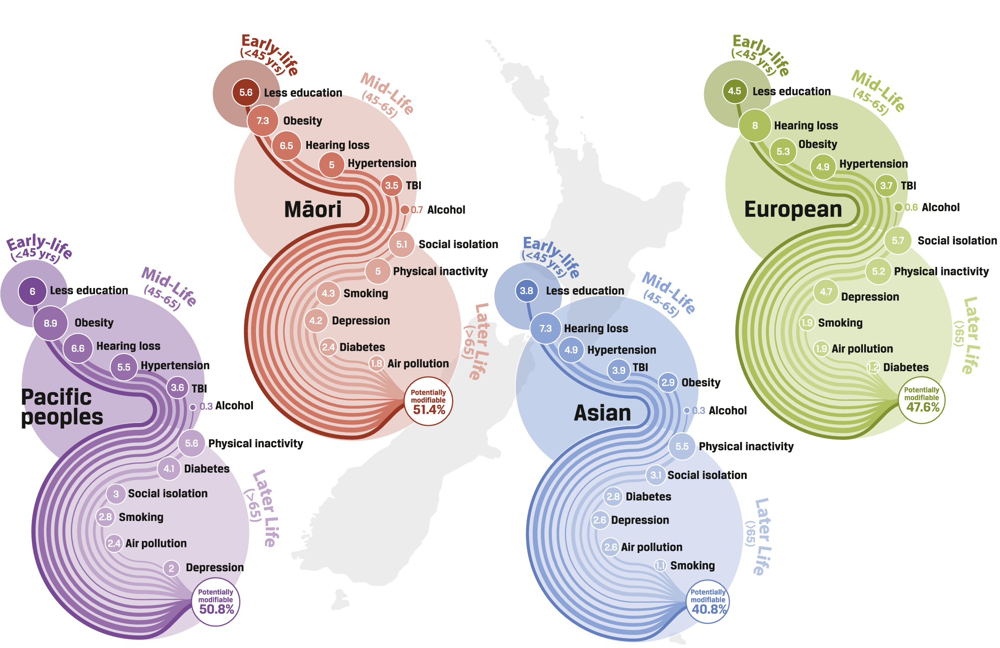 Early-life
(<45 yrs)
Mid-Life
(45-65)
5.6 Less education
7.3 Obesity
6.5 Hearing loss
5 Hypertension
3.5 TBI
0.7 Alcohol
Māori
5.1 Social isolation
5 Physical inactivity
4.3 Smoking
4.2 Depression
2.4 Diabetes
1.8 Air pollution
Later Life
(>65)
Potentially
modifiable
51.4%
Early-life
(<45 yrs)
Mid-Life
(45-65)
4.5 Less education
8 Hearing loss
5.3 Obesity
4.9 Hypertension
3.7 TBI
0.6 Alcohol
European
5.7 Social isolation
5.2 Physical inactivity
4.7 Depression
1.9 Smoking
1.9 Air pollution
1.2 Diabetes
Later Life
(>65)
Potentially
modifiable
47.6%
Early-life
(<45 yrs)
Mid-Life
(45-65)
6 Less education
8.9 Obesity
6.6 Hearing loss
5.5 Hypertension
3.6 TBI
0.3 Alcohol
Pacific
peoples
5.6 Physical inactivity
4.1 Diabetes
3 Social isolation
2.8 Smoking
2.4 Air pollution
2 Depression
Later Life
(>65)
Potentially
modifiable
50.8%
Early-life
(<45 yrs)
Mid-Life
(45-65)
3.8 Less education
7.3 Hearing loss
4.9 Hypertension
3.9 TBI
2.9 Obesity
0.3 Alcohol
Asian
5.5 Physical inactivity
3.1 Social isolation
2.8 Diabetes
2.6 Depression
2.6 Air pollution
1.1 Smoking
Later Life
(>65)
Potentially
modifiable
40.8%